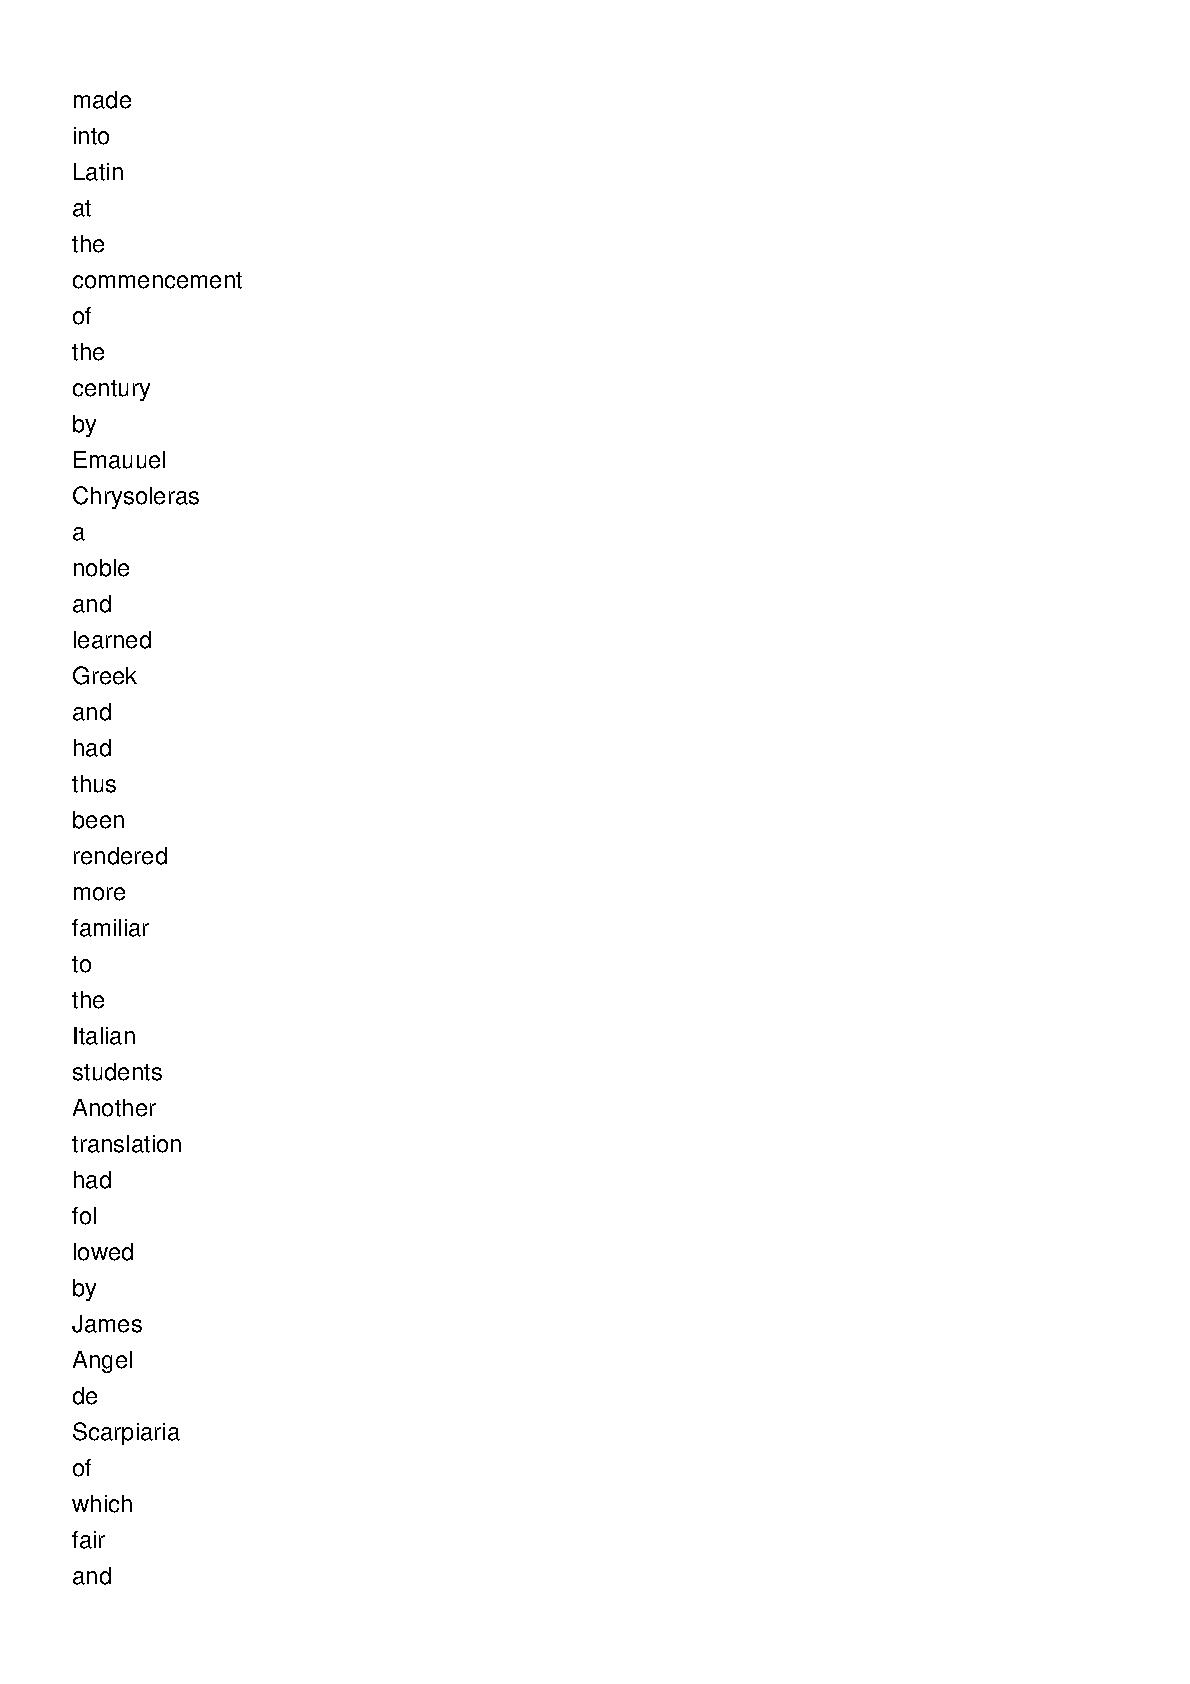 made
into
Latin
at
the
commencement
of
the
century
by
Emauuel
Chrysoleras
a
noble
and
learned
Greek
and
had
thus
been
rendered
more
familiar
to
the
Italian
students
Another
translation
had
fol
lowed
by
James
Angel
de
Scarpiaria
of
which
fair
and